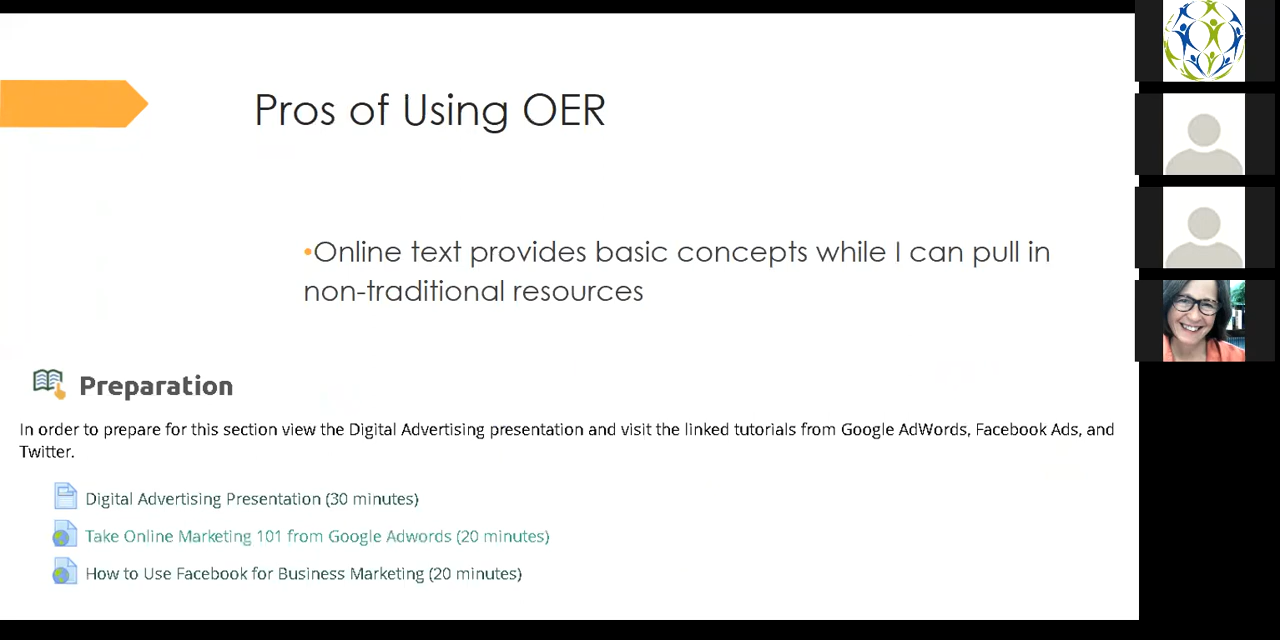 Pros of Using OER
•Online text provides basic concepts while I can pull in
non-traditional resources
Preparation
In order to prepare for this section view the Digital Advertising presentation and visit the linked tutorials from Google AdWords, Facebook Ads, and
Twitter.
Digital Advertising Presentation (30 minutes)
Take Online Marketing 101 from Google Adwords (20 minutes)
How to Use Facebook for Business Marketing (20 minutes)